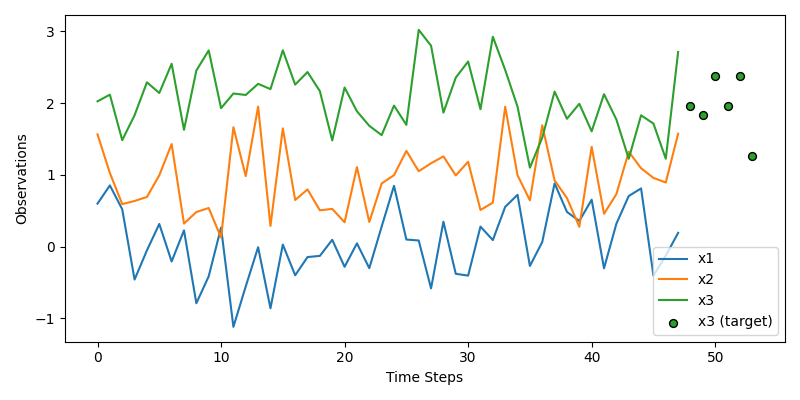 3
2
1
0
−1
Observations
0
10
20
30
40
50
Time Steps
x1
x2
x3
x3 (target)